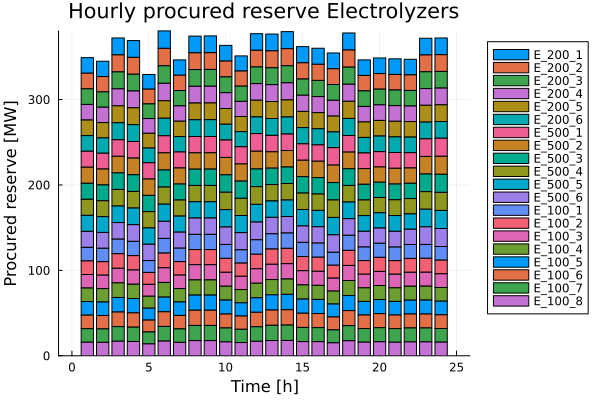 Hourly procured reserve Electrolyzers
Procured reserve [MW]
300
200
100
0
0 5 10 15 20 25
Time [h]
E_200_1
E_200_2
E_200_3
E_200_4
E_200_5
E_200_6
E_500_1
E_500_2
E_500_3
E_500_4
E_500_5
E_500_6
E_100_1
E_100_2
E_100_3
E_100_4
E_100_5
E_100_6
E_100_7
E_100_8